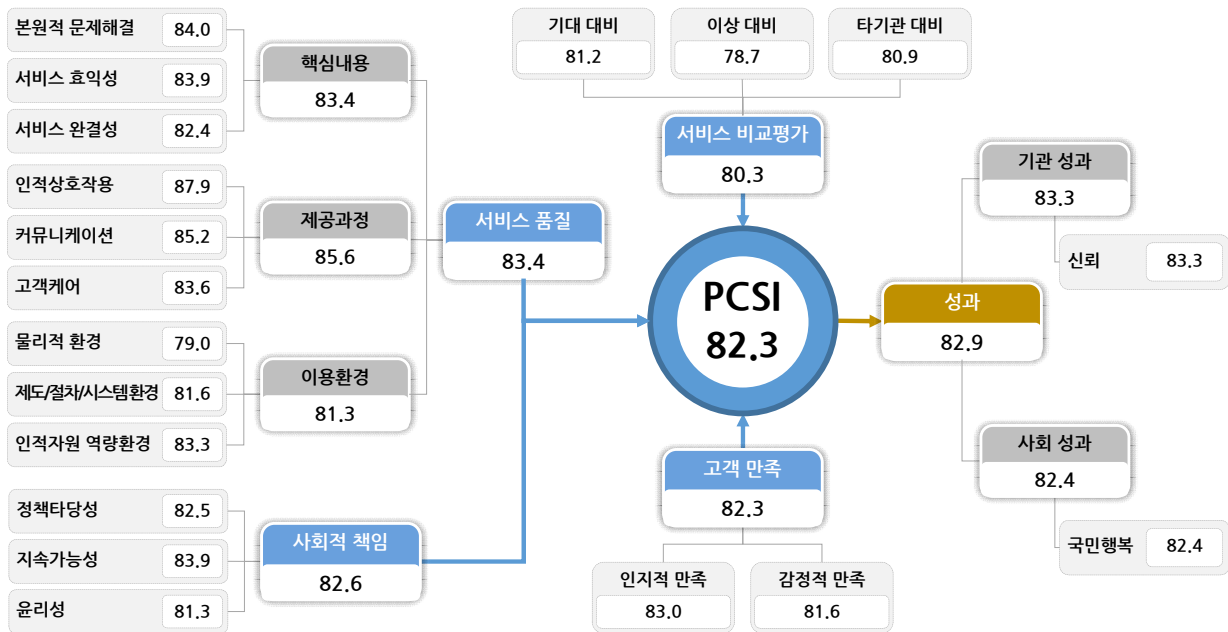 본원적 문제해결 84.0
서비스 효익성 83.9
서비스 완결성 82.4
핵심내용
83.4
인적상호작용 87.9
커뮤니케이션 85.2
고객케어 83.6
제공과정
85.6
물리적 환경 79.0
제도/절차/시스템환경 81.6
인적자원 역량환경 83.3
이용환경
81.3
서비스 품질
83.4
정책타당성 82.5
지속가능성 83.9
윤리성 81.3
사회적 책임
82.6
기대 대비
81.2
이상 대비
78.7
타기관 대비
80.9
서비스 비교평가
80.3
PCSI
82.3
고객 만족
82.3
인지적 만족
83.0
감정적 만족
81.6
성과
82.9
기관 성과
83.3
신뢰 83.3
사회 성과
82.4
국민행복 82.4